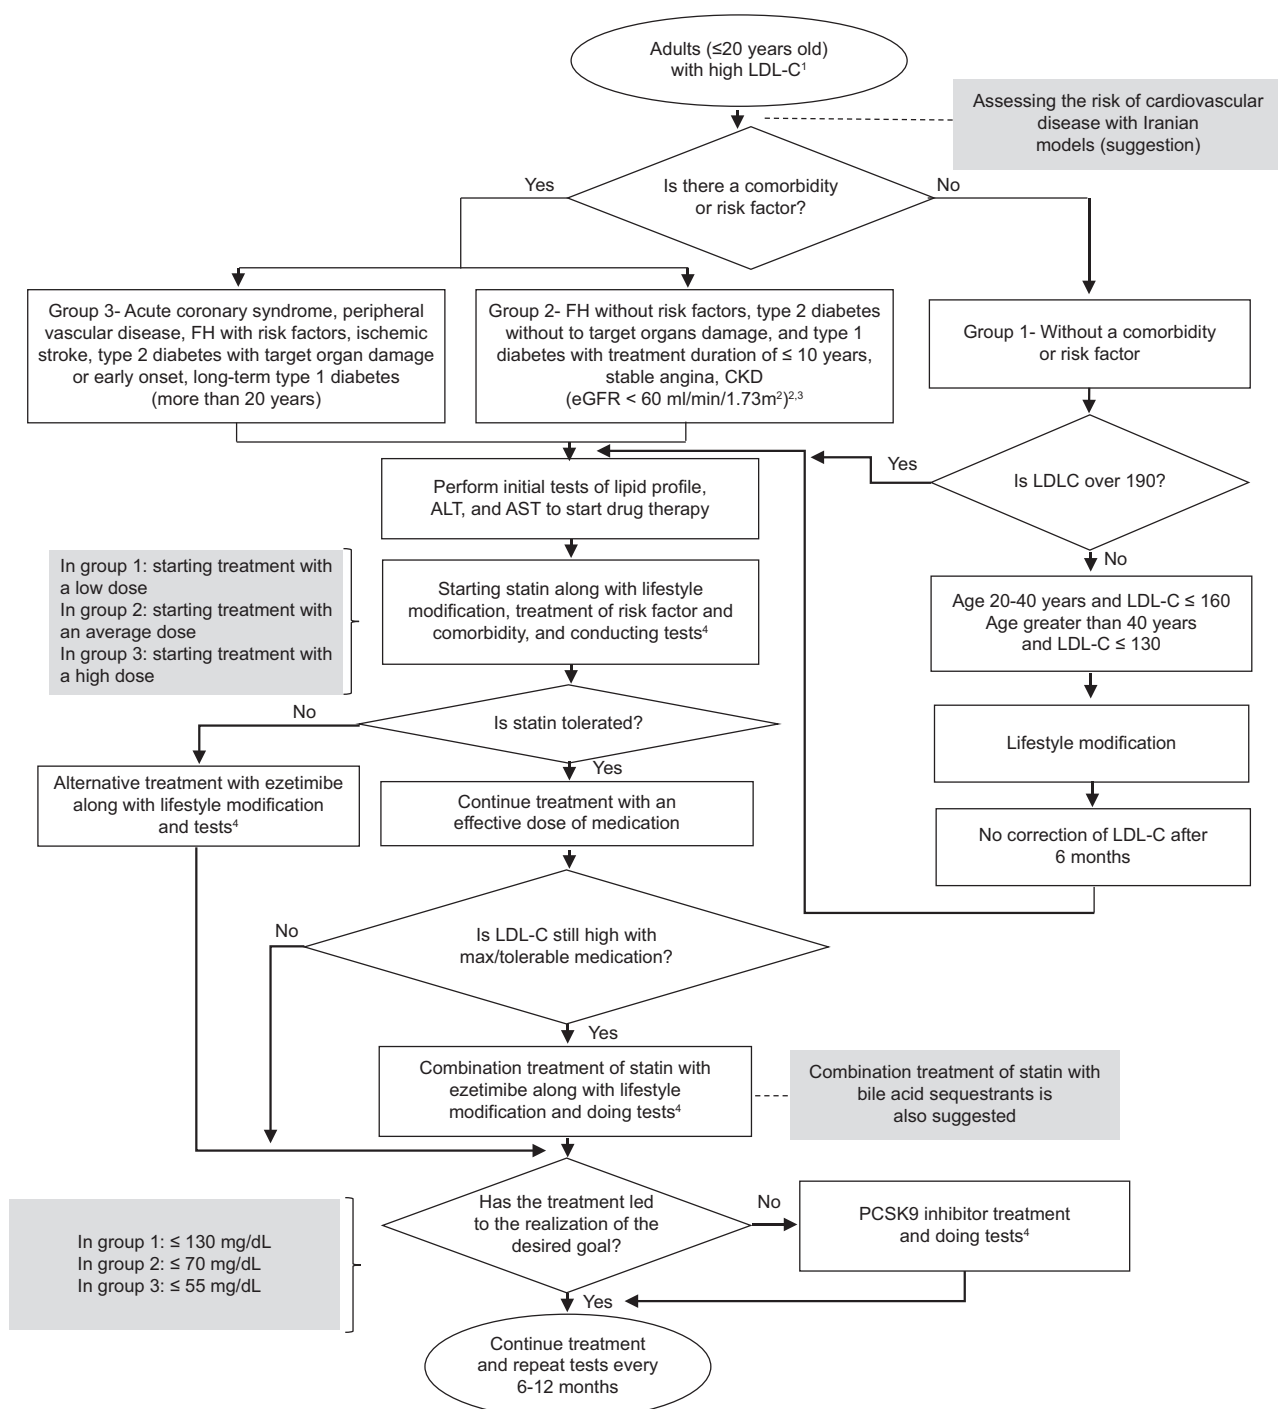 Adults (≤20 years old)
with high LDL-C¹
Assessing the risk of cardiovascular
disease with Iranian
models (suggestion)
Is there a comorbidity
or risk factor?
Yes
No
Group 3- Acute coronary syndrome, peripheral
vascular disease, FH with risk factors, ischemic
stroke, type 2 diabetes with target organ damage
or early onset, long-term type 1 diabetes
(more than 20 years)
Group 2- FH without risk factors, type 2 diabetes
without to target organs damage, and type 1
diabetes with treatment duration of ≤ 10 years,
stable angina, CKD
(eGFR < 60 ml/min/1.73m²)²,³
Group 1- Without a comorbidity
or risk factor
Is LDLC over 190?
Yes
No
Perform initial tests of lipid profile,
ALT, and AST to start drug therapy
In group 1: starting treatment with
a low dose
In group 2: starting treatment with
an average dose
In group 3: starting treatment with
a high dose
Starting statin along with lifestyle
modification, treatment of risk factor and
comorbidity, and conducting tests⁴
Age 20-40 years and LDL-C ≤ 160
Age greater than 40 years
and LDL-C ≤ 130
Is statin tolerated?
No
Yes
Lifestyle modification
Alternative treatment with ezetimibe
along with lifestyle modification
and tests⁴
Continue treatment with an
effective dose of medication
No correction of LDL-C after
6 months
Is LDL-C still high with
max/tolerable medication?
No
Yes
Combination treatment of statin with
ezetimibe along with lifestyle
modification and doing tests⁴
Combination treatment of statin with
bile acid sequestrants is
also suggested
Has the treatment led
to the realization of the
desired goal?
No
PCSK9 inhibitor treatment
and doing tests⁴
In group 1: ≤ 130 mg/dL
In group 2: ≤ 70 mg/dL
In group 3: ≤ 55 mg/dL
Yes
Continue treatment
and repeat tests every
6-12 months